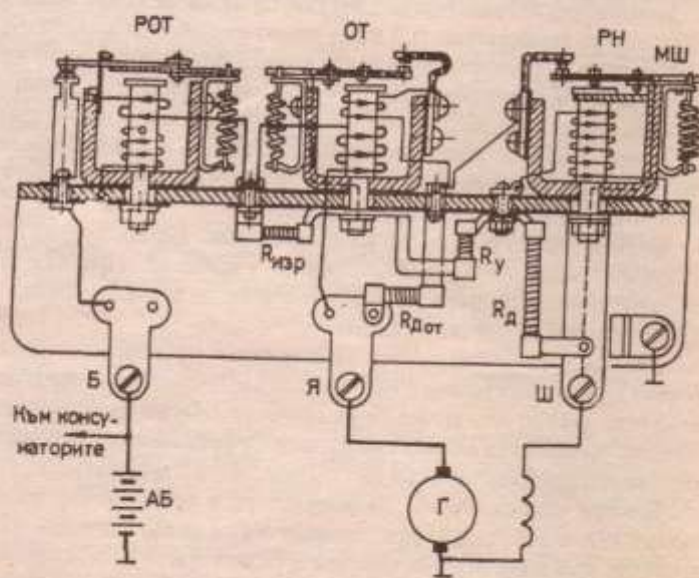 РОТ
ОТ
РН
МШ
Rизр
Rу
Rдот
Rд
Б
Я
Ш
Към консу-
маторите
АБ
Г